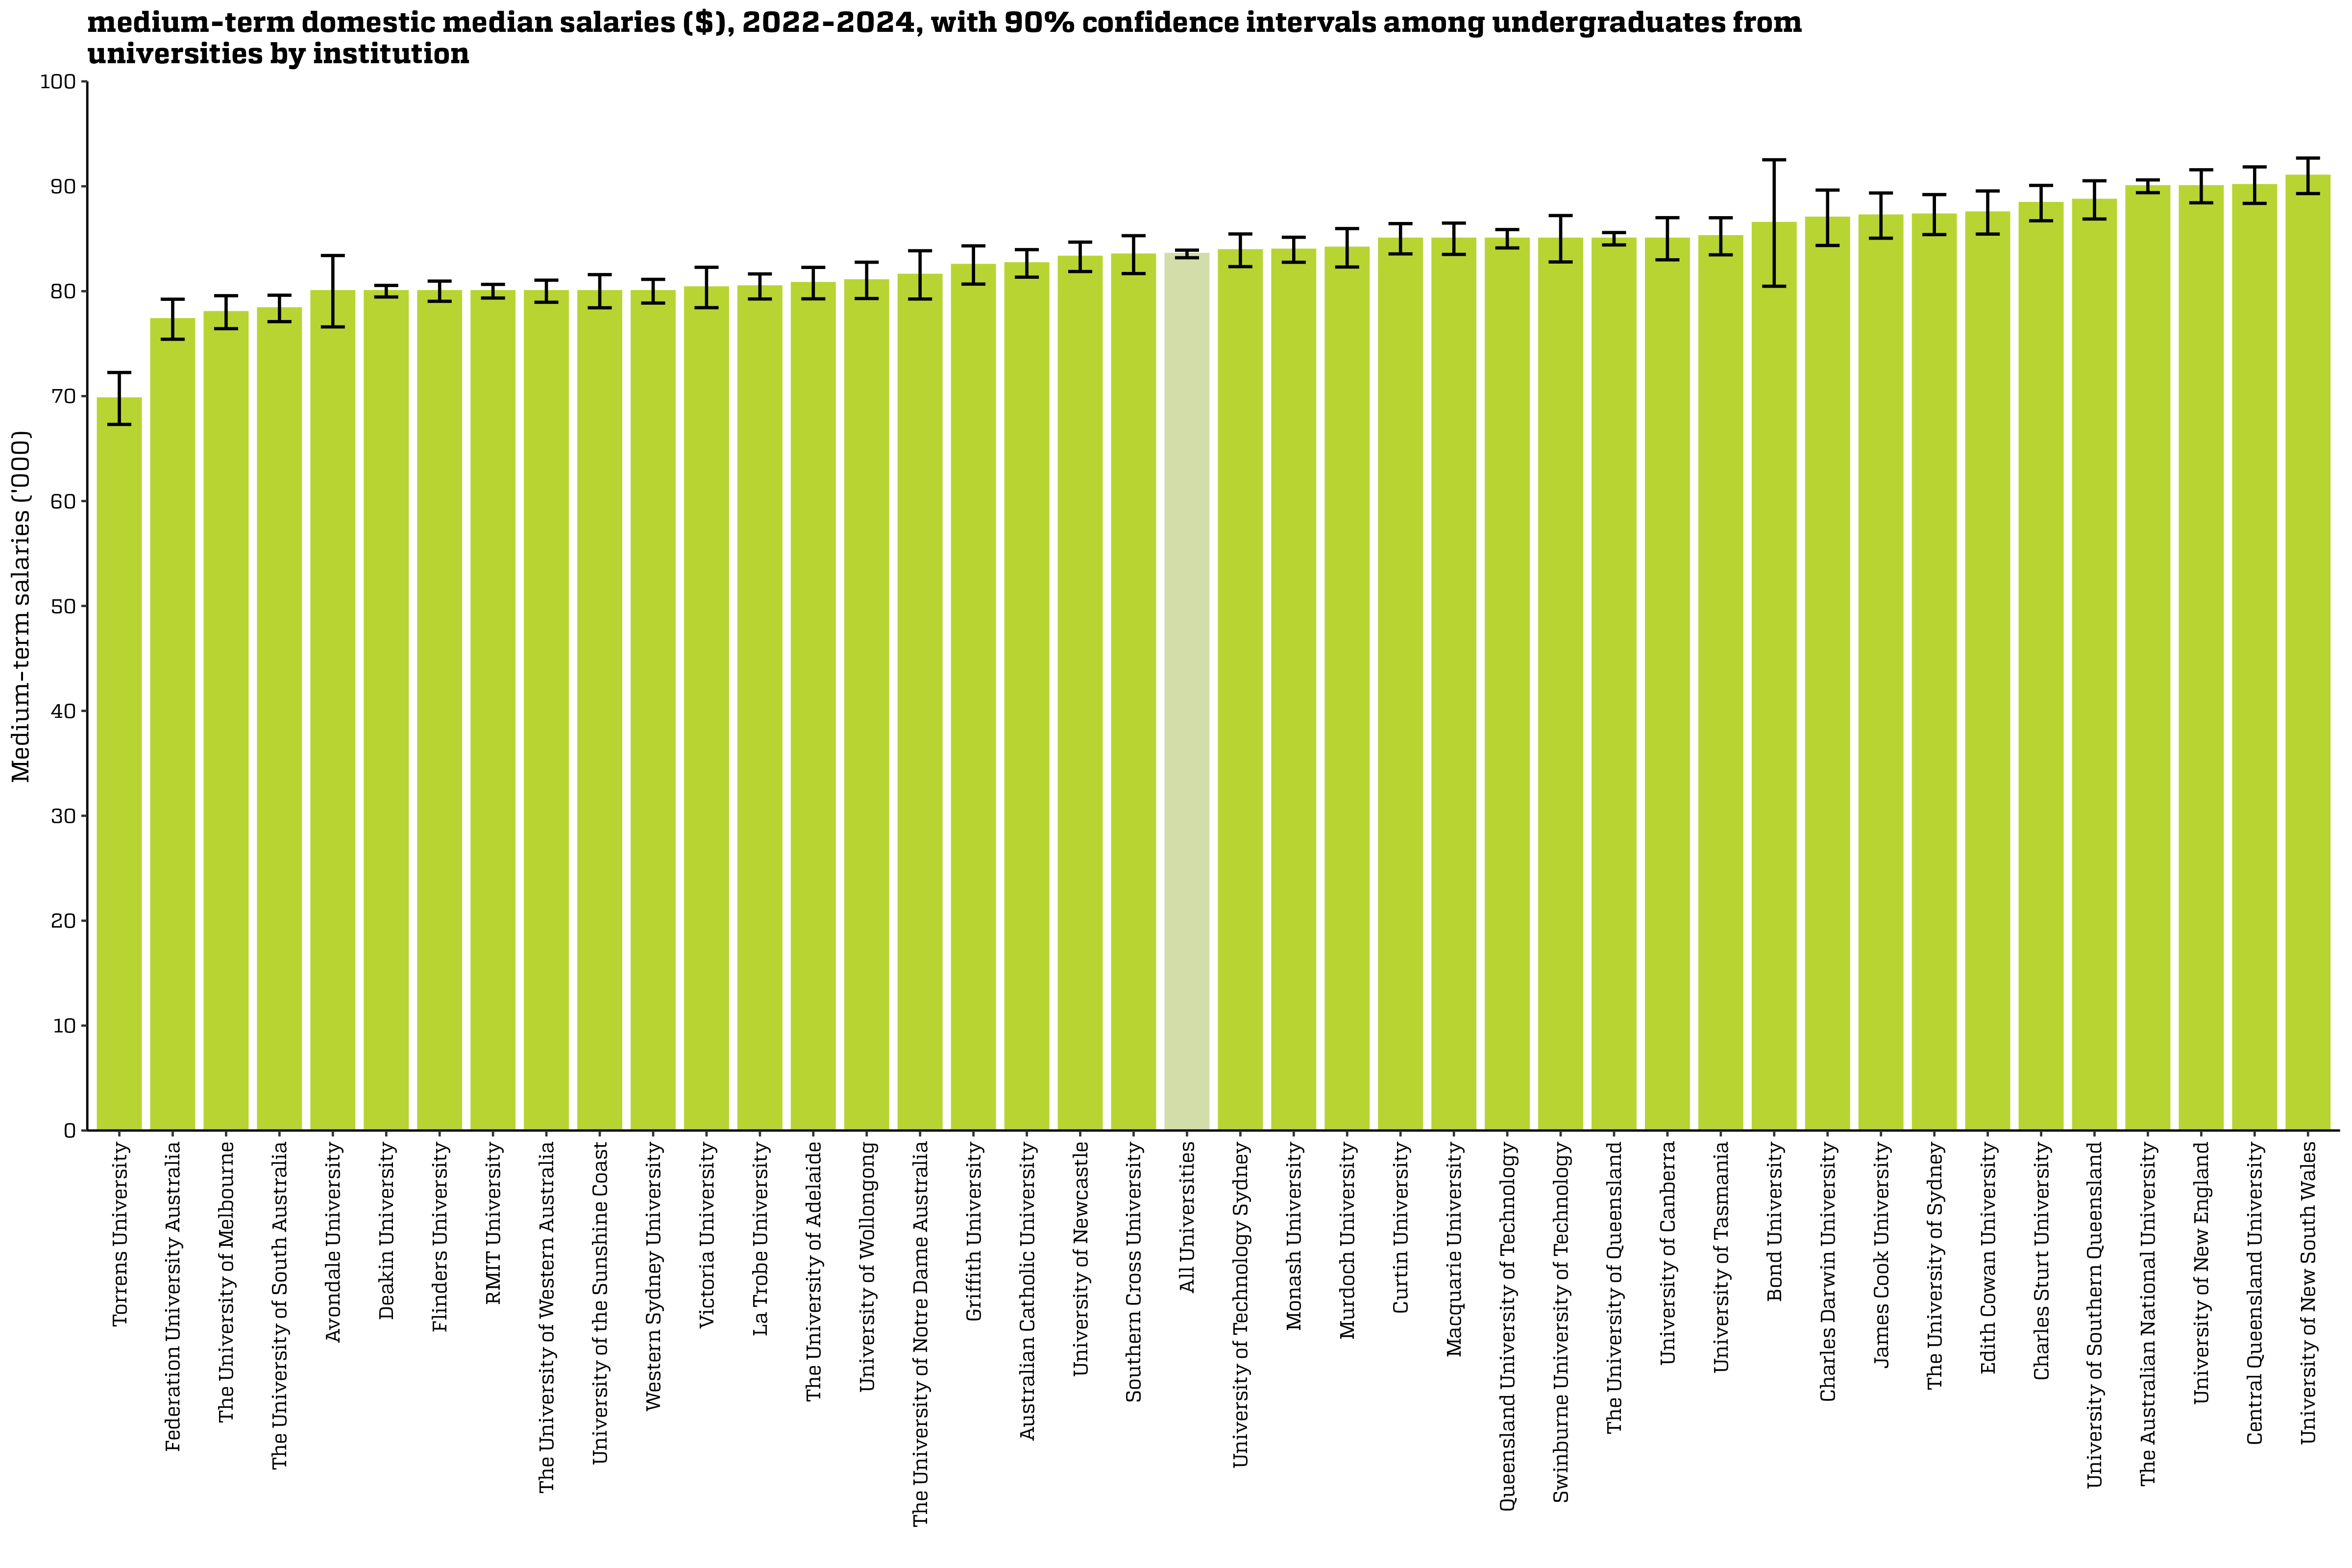 medium-term domestic median salaries ($), 2022-2024, with 90% confidence intervals among undergraduates from
universities by institution
Medium-term salaries ('000)
100
90
80
70
60
50
40
30
20
10
0
Torrens University
Federation University Australia
The University of Melbourne
The University of South Australia
Avondale University
Deakin University
Flinders University
RMIT University
The University of Western Australia
University of the Sunshine Coast
Western Sydney University
Victoria University
La Trobe University
The University of Adelaide
University of Wollongong
The University of Notre Dame Australia
Griffith University
Australian Catholic University
University of Newcastle
Southern Cross University
All Universities
University of Technology Sydney
Monash University
Murdoch University
Curtin University
Macquarie University
Queensland University of Technology
Swinburne University of Technology
The University of Queensland
University of Canberra
University of Tasmania
Bond University
Charles Darwin University
James Cook University
The University of Sydney
Edith Cowan University
Charles Sturt University
University of Southern Queensland
The Australian National University
University of New England
Central Queensland University
University of New South Wales